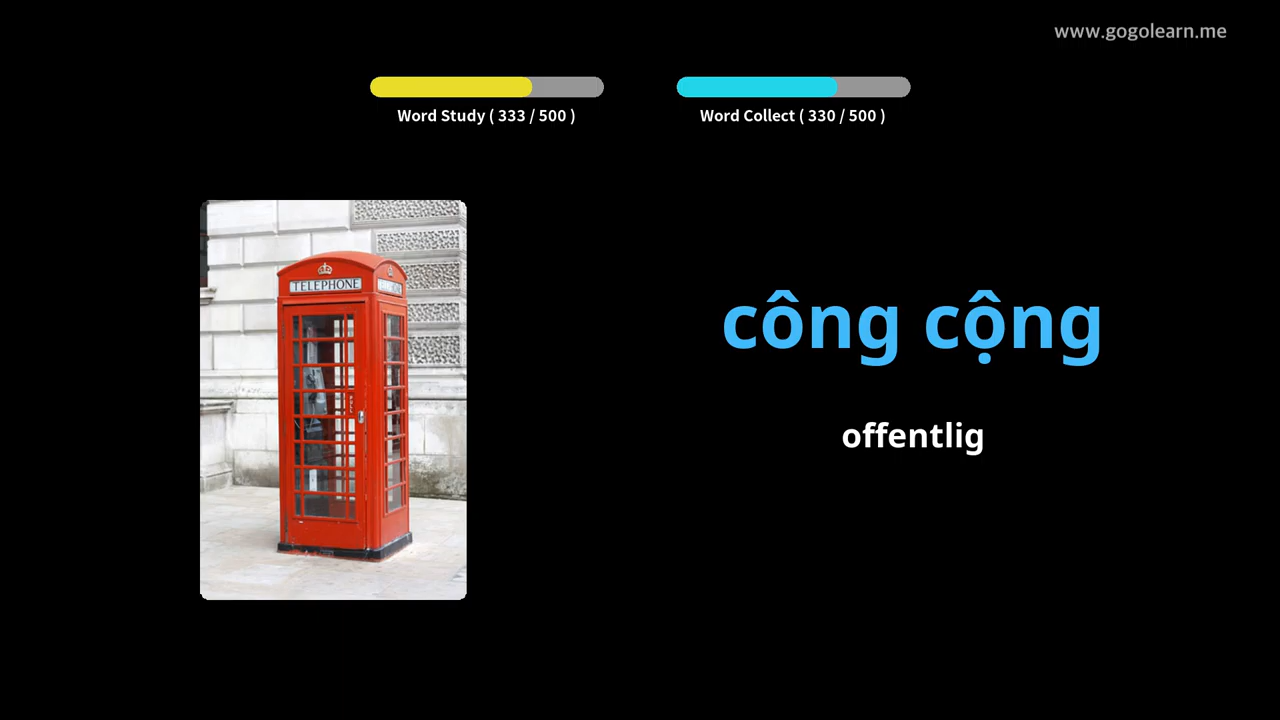 www.gogolearn.me
Word Study ( 333 / 500 )
Word Collect ( 330 / 500 )
TELEPHONE
công cộng
offentlig